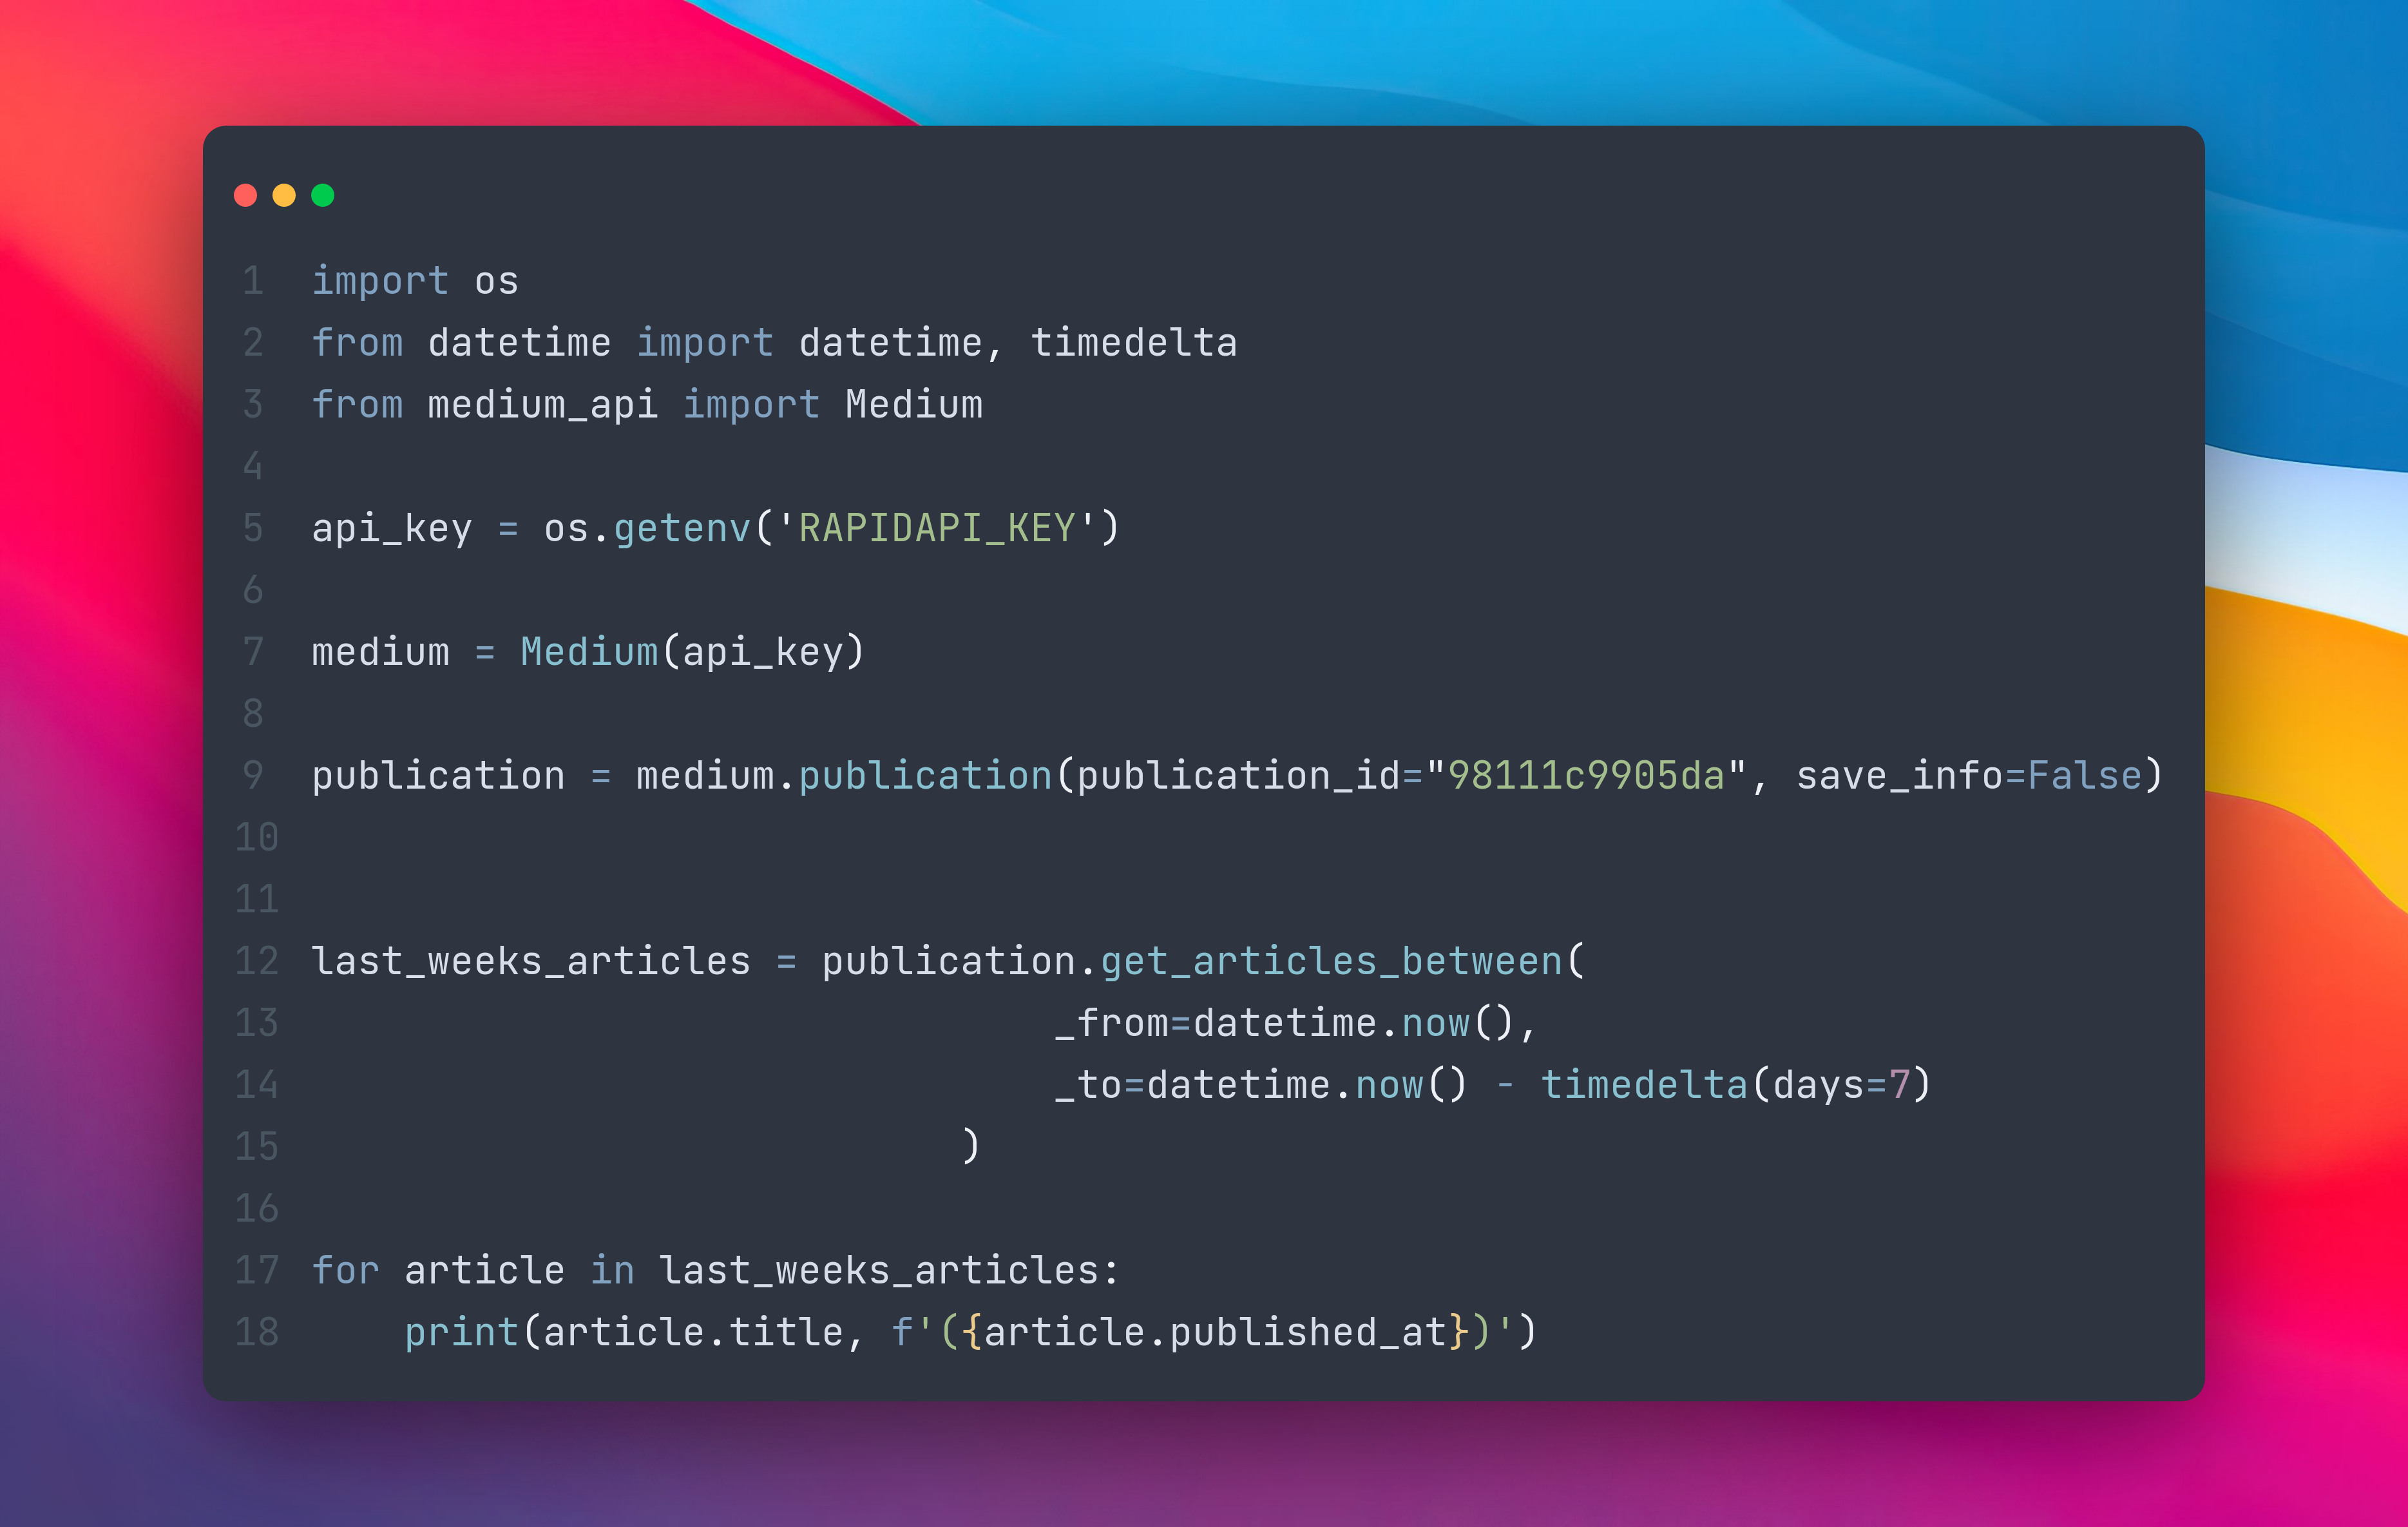 1 import os
2 from datetime import datetime, timedelta
3 from medium_api import Medium
4
5 api_key = os.getenv('RAPIDAPI_KEY')
6
7 medium = Medium(api_key)
8
9 publication = medium.publication(publication_id="98111c9905da", save_info=False)
10
11
12 last_weeks_articles = publication.get_articles_between(
13                                 _from=datetime.now(),
14                                 _to=datetime.now() - timedelta(days=7)
15                             )
16
17 for article in last_weeks_articles:
18     print(article.title, f'({article.published_at})')